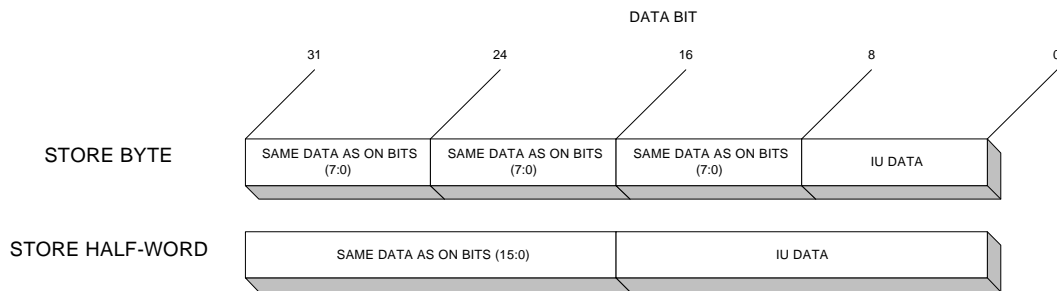 DATA BIT
31 24 16 8 0
STORE BYTE
SAME DATA AS ON BITS
(7:0)
SAME DATA AS ON BITS
(7:0)
SAME DATA AS ON BITS
(7:0)
IU DATA
STORE HALF-WORD
SAME DATA AS ON BITS (15:0)
IU DATA